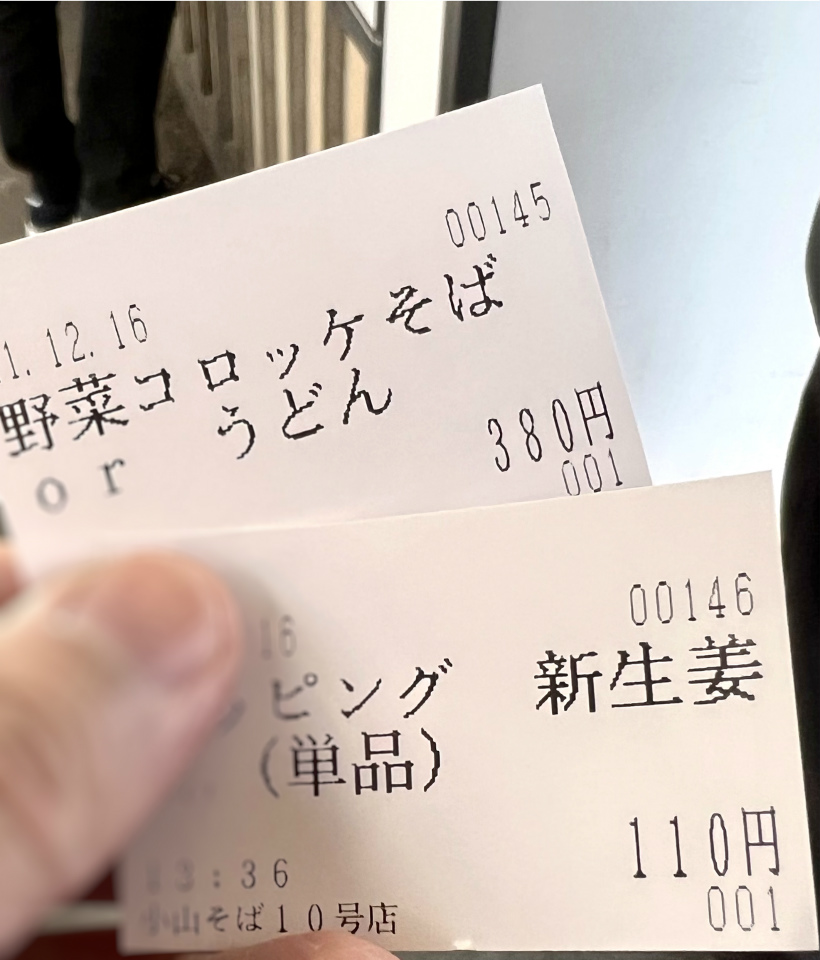 00145
1.12.16
野菜コロッケそば
or うどん
380円
001
00146
16
ピング 新生姜
(単品)
110円
13:36
001
小山そば10号店